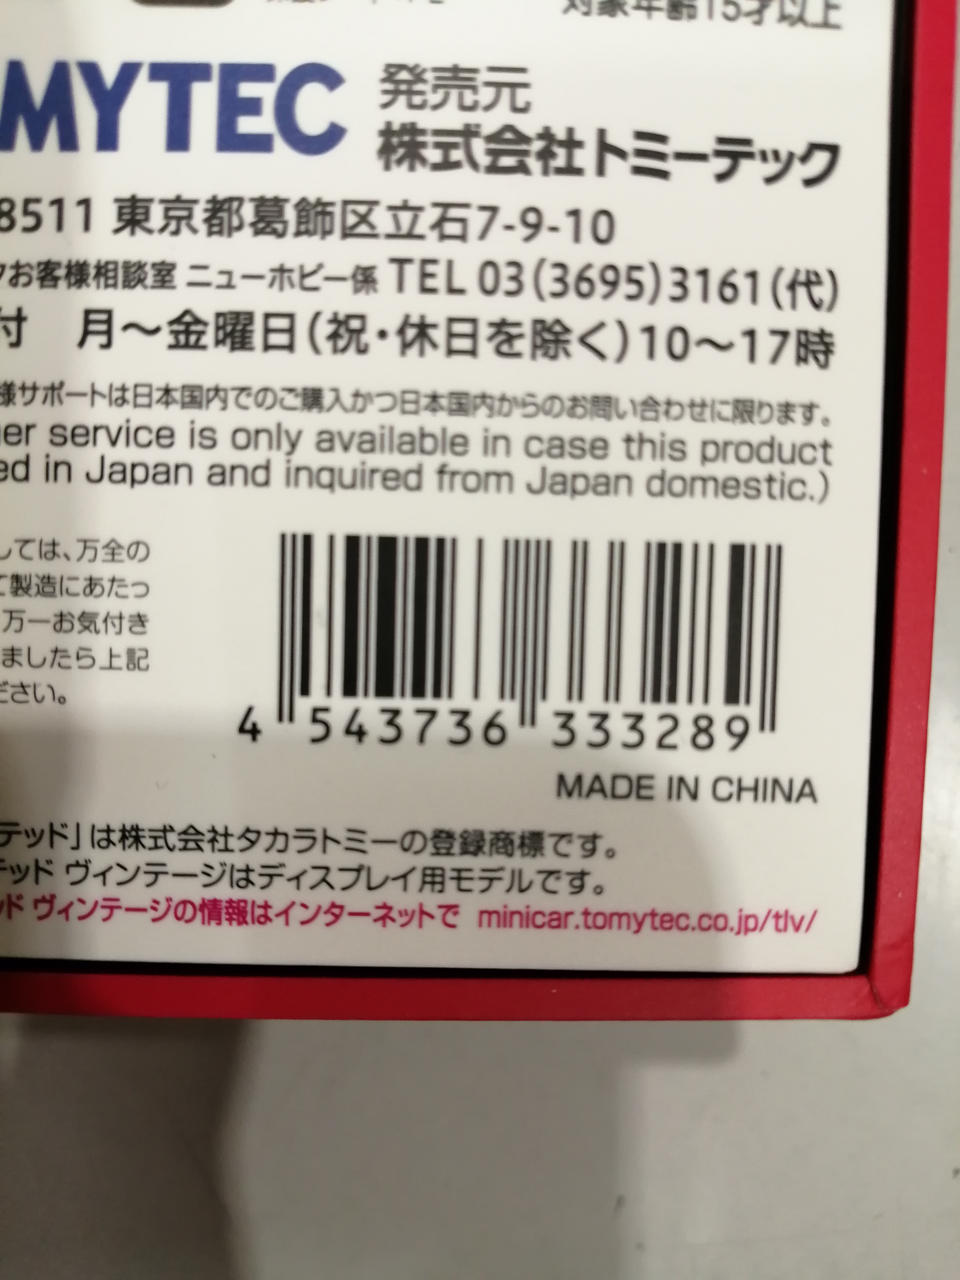 対象年齢15才以上
OMYTEC 発売元
株式会社トミーテック
8511 東京都葛飾区立石7-9-10
お客様相談室 ニューホビー係 TEL 03(3695)3161(代)
付 月～金曜日(祝・休日を除く)10～17時
様サポートは日本国内でのご購入かつ日本国内からのお問い合わせに限ります。
er service is only available in case this product
ed in Japan and inquired from Japan domestic.)
しては、万全の
て製造にあたっ
万一お気付き
ましたら上記
ださい。
4 543736 333289
MADE IN CHINA
テッド」は株式会社タカラトミーの登録商標です。
テッド ヴィンテージはディスプレイ用モデルです。
ッド ヴィンテージの情報はインターネットで minicar.tomytec.co.jp/tlv/